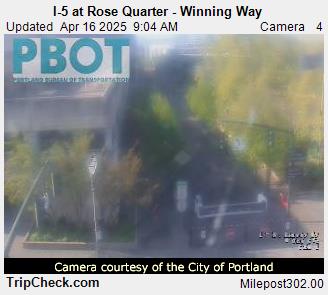 I-5 at Rose Quarter - Winning Way
Updated Apr 16 2025 9:04 AM Camera 4
PBOT
PORTLAND BUREAU OF TRANSPORTATION
Camera courtesy of the City of Portland
TripCheck.com Milepost302.00